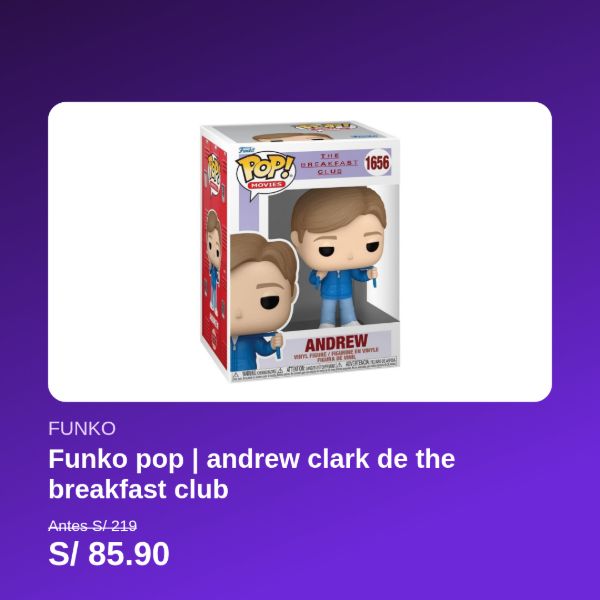 Funko
POP!
MOVIES
THE
BREAKFAST
CLUB
1656
ANDREW
VINYL FIGURE / FIGURINE EN VINYLE
FIGURA DE VINIL
FUNKO
Funko pop | andrew clark de the
breakfast club
Antes S/ 219
S/ 85.90